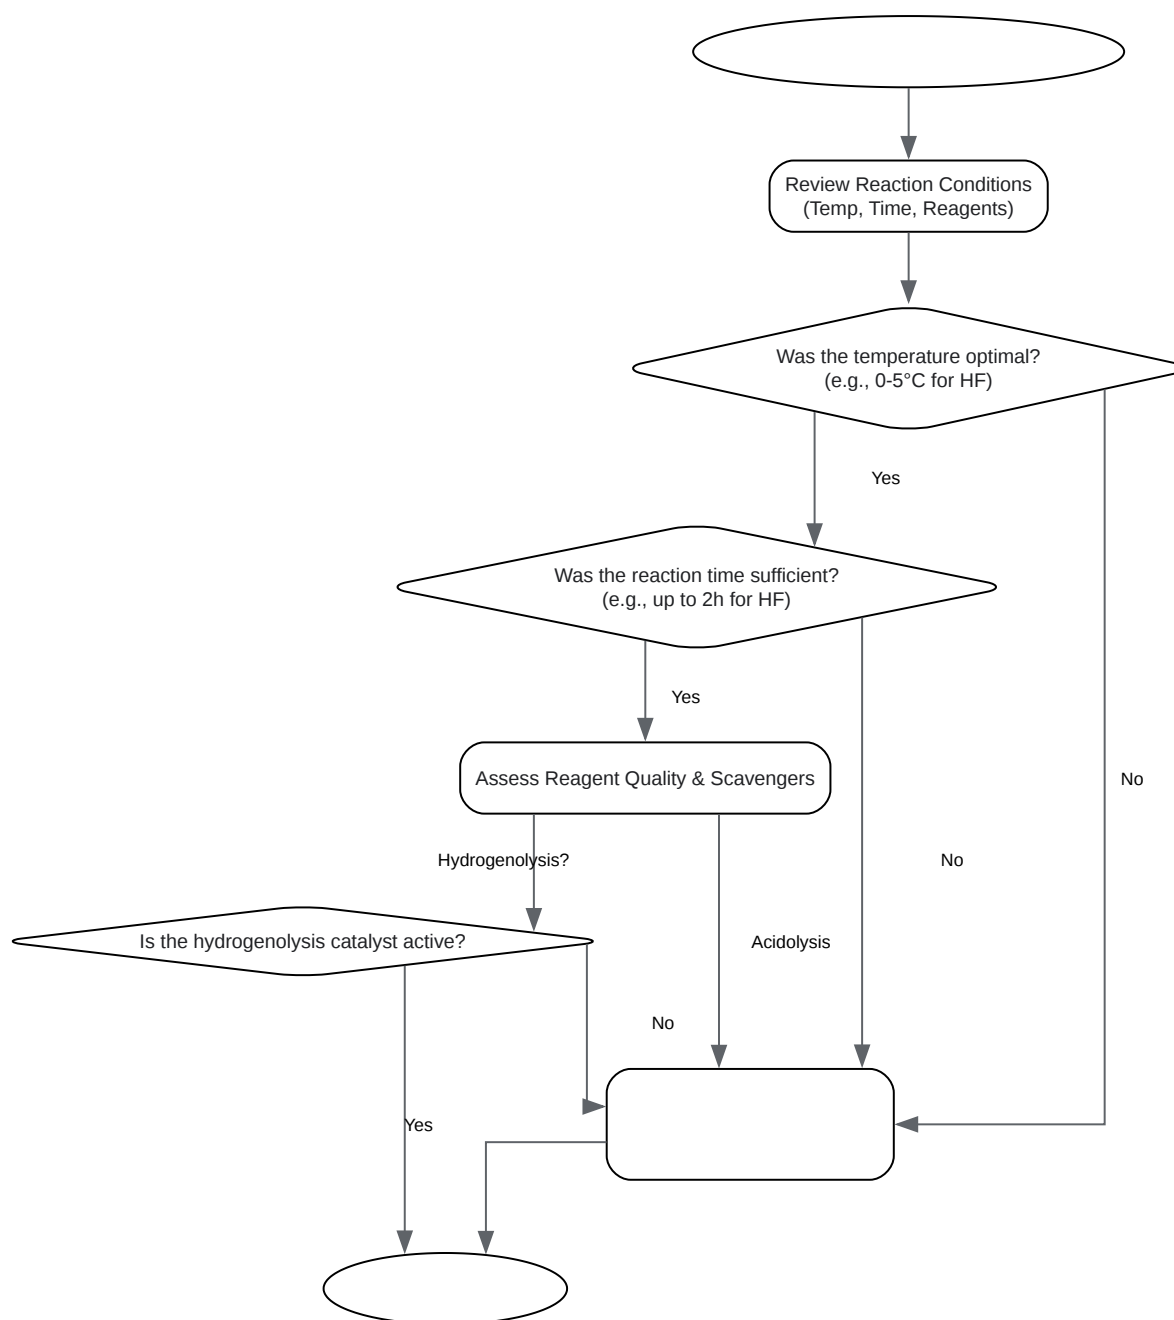 Review Reaction Conditions
(Temp, Time, Reagents)
Was the temperature optimal?
(e.g., 0-5°C for HF)
Yes
Was the reaction time sufficient?
(e.g., up to 2h for HF)
Yes
Assess Reagent Quality & Scavengers
No
Hydrogenolysis?
No
Is the hydrogenolysis catalyst active?
Acidolysis
No
Yes